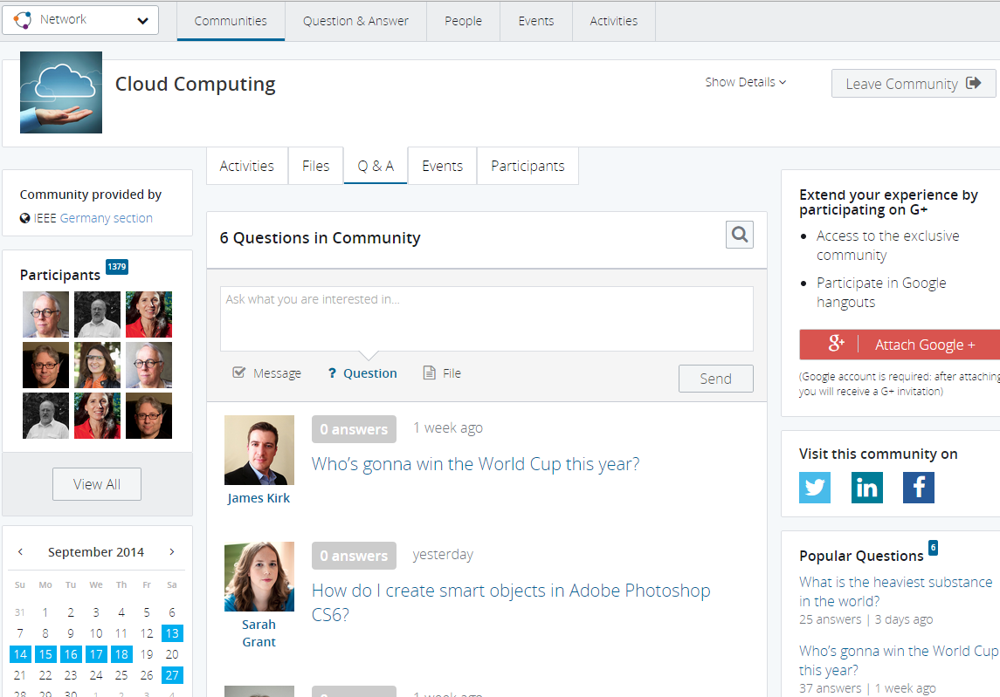 Network
Communities
Question & Answer
People
Events
Activities
Cloud Computing
Show Details
Leave Community
Activities
Files
Q & A
Events
Participants
Community provided by
IEEE Germany section
Participants 1379
View All
September 2014
Su Mo Tu We Th Fr Sa
31 1 2 3 4 5 6
7 8 9 10 11 12 13
14 15 16 17 18 19 20
21 22 23 24 25 26 27
28 29 30 1 2 3 4
6 Questions in Community
Ask what you are interested in...
Message
? Question
File
Send
0 answers 1 week ago
Who's gonna win the World Cup this year?
James Kirk
0 answers yesterday
How do I create smart objects in Adobe Photoshop
CS6?
Sarah
Grant
0 answers 1 week ago
Extend your experience by
participating on G+
• Access to the exclusive
community
• Participate in Google
hangouts
g+ Attach Google +
(Google account is required: after attaching
you will receive a G+ invitation)
Visit this community on
in
f
Popular Questions 6
What is the heaviest substance
in the world?
25 answers | 3 days ago
Who's gonna win the World Cup
this year?
37 answers | 1 week ago